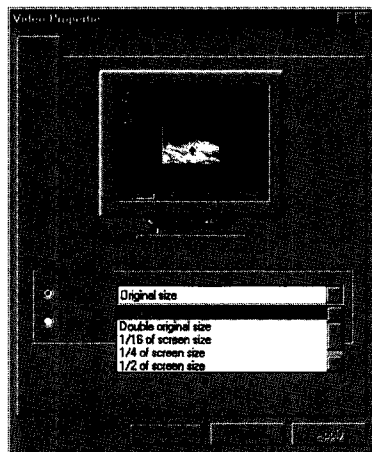 Video Propertie
Original size
Double original size
1/16 of screen size
1/4 of screen size
1/2 of screen size